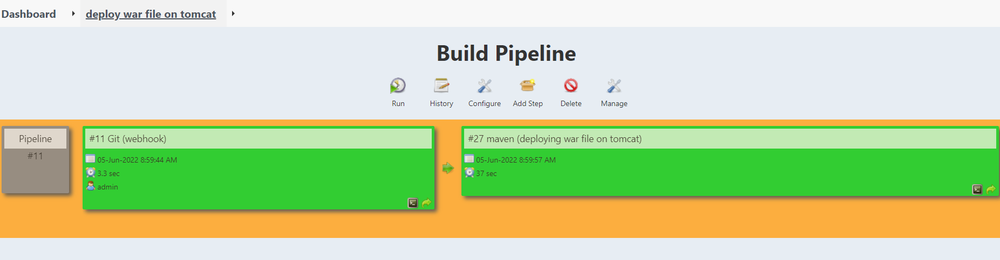 Dashboard
deploy war file on tomcat
Build Pipeline
Run
History
Configure
Add Step
Delete
Manage
Pipeline
#11
#11 Git (webhook)
05-Jun-2022 8:59:44 AM
3.3 sec
admin
#27 maven (deploying war file on tomcat)
05-Jun-2022 8:59:57 AM
37 sec